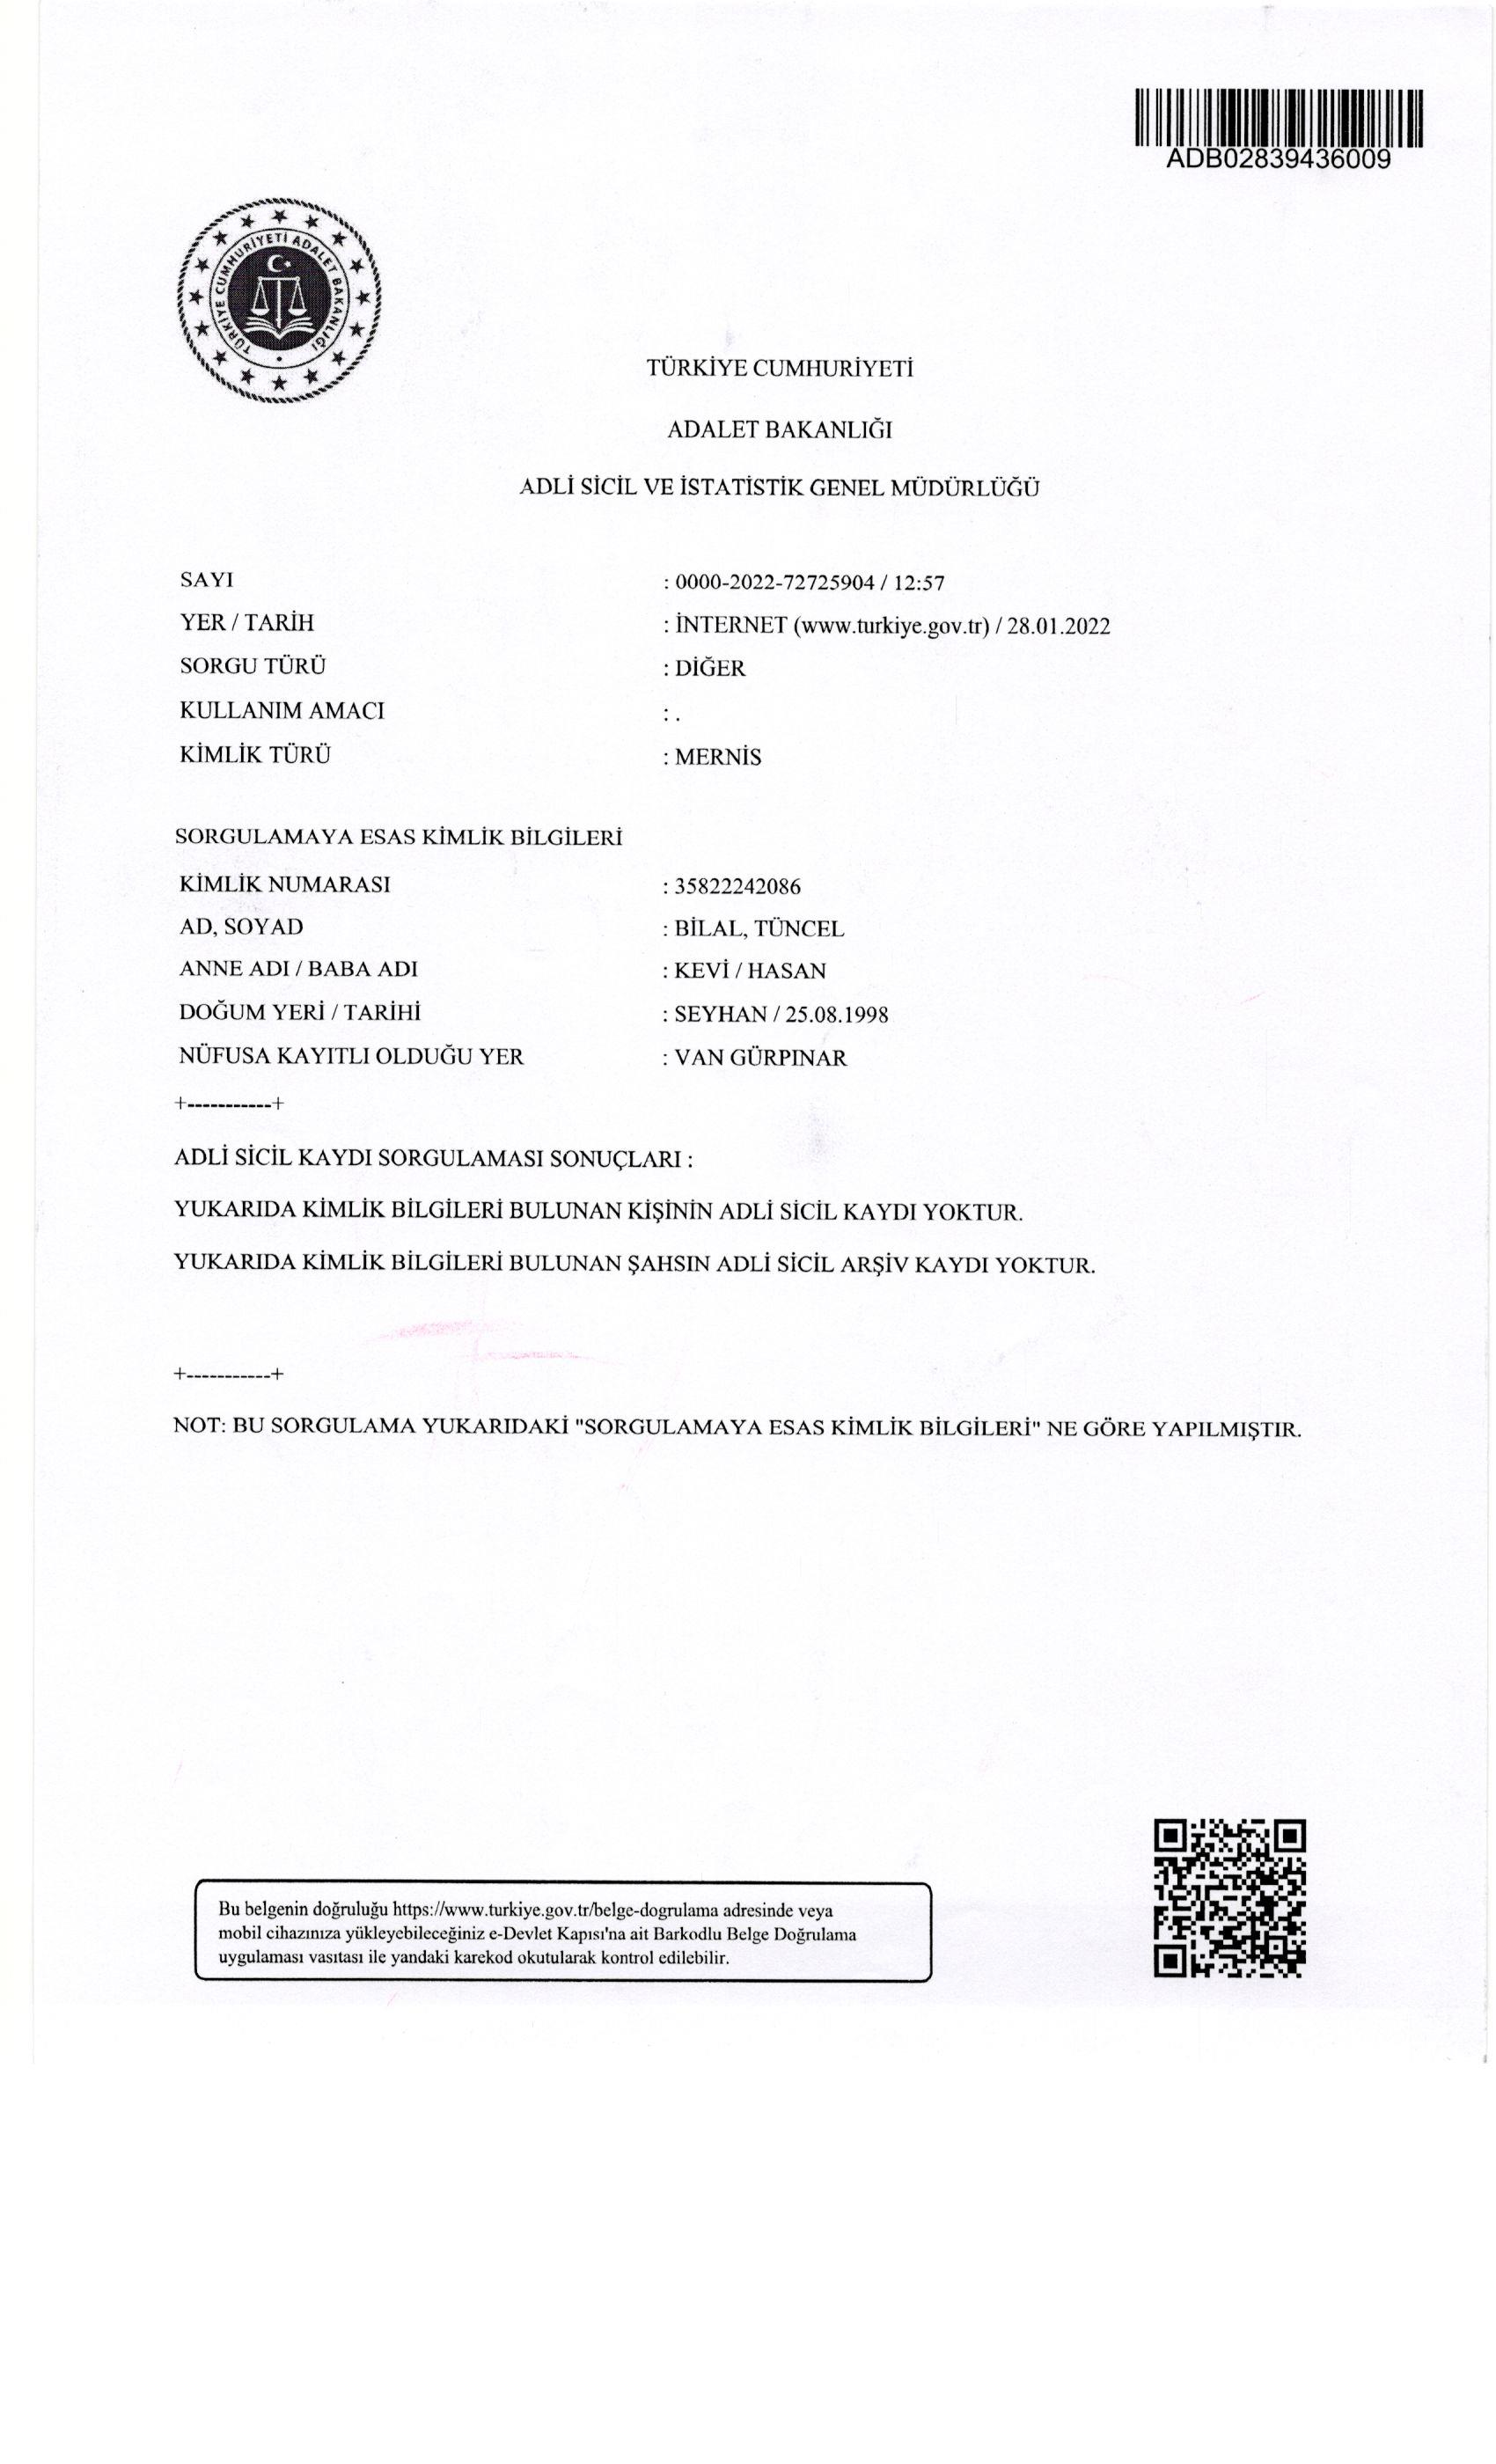 ADB02839436009
TÜRKİYE CUMHURİYETİ ADALET BAKANLIĞI
TÜRKİYE CUMHURİYETİ
ADALET BAKANLIĞI
ADLİ SİCİL VE İSTATİSTİK GENEL MÜDÜRLÜĞÜ
SAYI : 0000-2022-72725904 / 12:57
YER / TARİH : İNTERNET (www.turkiye.gov.tr) / 28.01.2022
SORGU TÜRÜ : DİĞER
KULLANIM AMACI : .
KİMLİK TÜRÜ : MERNİS
SORGULAMAYA ESAS KİMLİK BİLGİLERİ
KİMLİK NUMARASI : 35822242086
AD, SOYAD : BİLAL, TÜNCEL
ANNE ADI / BABA ADI : KEVİ / HASAN
DOĞUM YERİ / TARİHİ : SEYHAN / 25.08.1998
NÜFUSA KAYITLI OLDUĞU YER : VAN GÜRPINAR
+-----------+
ADLİ SİCİL KAYDI SORGULAMASI SONUÇLARI :
YUKARIDA KİMLİK BİLGİLERİ BULUNAN KİŞİNİN ADLİ SİCİL KAYDI YOKTUR.
YUKARIDA KİMLİK BİLGİLERİ BULUNAN ŞAHSIN ADLİ SİCİL ARŞİV KAYDI YOKTUR.
+-----------+
NOT: BU SORGULAMA YUKARIDAKİ "SORGULAMAYA ESAS KİMLİK BİLGİLERİ" NE GÖRE YAPILMIŞTIR.
Bu belgenin doğruluğu https://www.turkiye.gov.tr/belge-dogrulama adresinde veya
mobil cihazınıza yükleyebileceğiniz e-Devlet Kapısı'na ait Barkodlu Belge Doğrulama
uygulaması vasıtası ile yandaki karekod okutularak kontrol edilebilir.